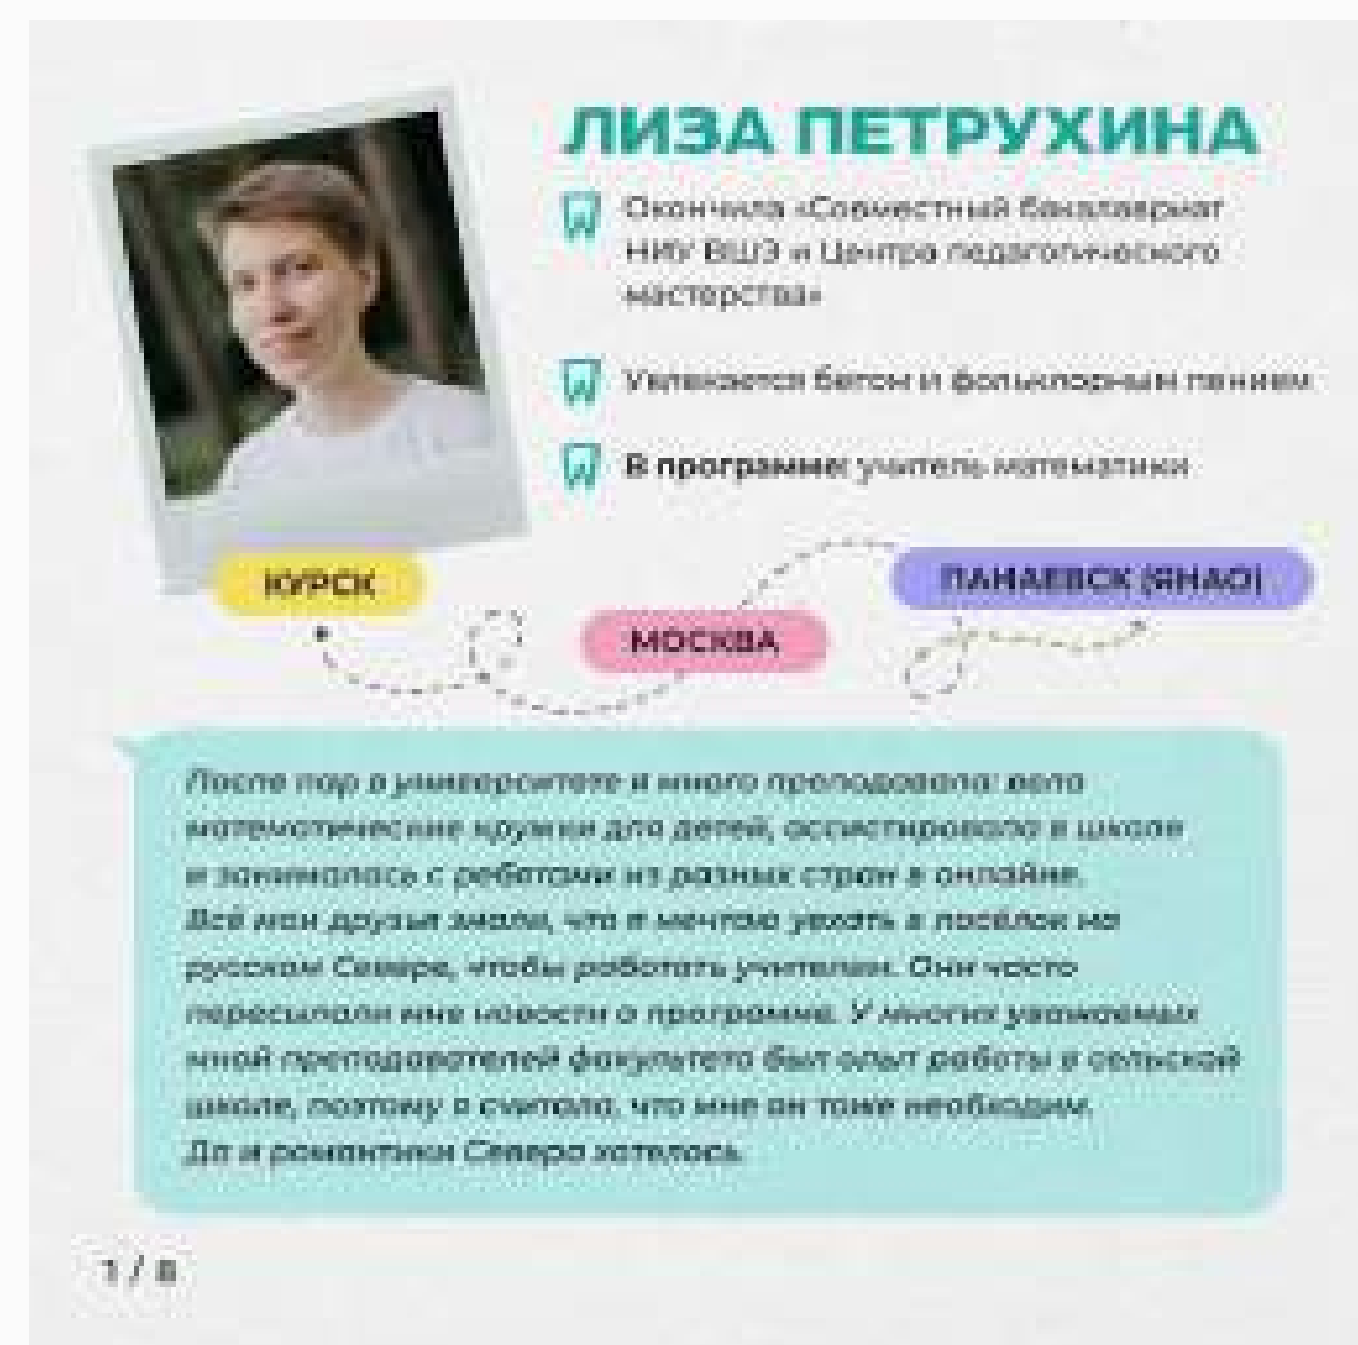 ЛИЗА ПЕТРУХИНА
Окончила «Совместный бакалавриат
НИУ ВШЭ и Центра педагогического
мастерства»
Увлекается бегом и фольклорным пением
В программе: учитель математики
КУРСК
МОСКВА
ПАНАЕВСК (ЯНАО)
После пар в университете я много преподавала: вела
математические кружки для детей, ассистировала в школе
и занималась с ребятами из разных стран в онлайне.
Все мои друзья знали, что я мечтаю уехать в посёлок на
русском Севере, чтобы работать учителем. Они часто
пересылали мне новости о программе. У многих уважаемых
мной преподавателей факультета был опыт работы в сельской
школе, поэтому я считала, что мне он тоже необходим.
Да и романтики Севера хотелось.
1 / 8